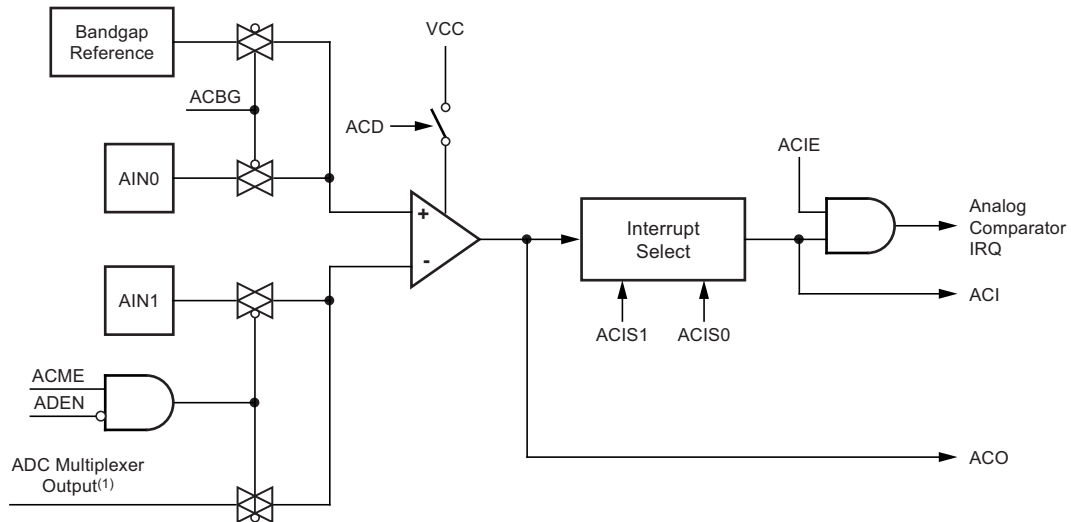 Bandgap
Reference
VCC
ACBG
ACD
ACIE
AIN0
+
Interrupt
Select
Analog
Comparator
IRQ
-
AIN1
ACI
ACIS1 ACIS0
ACME
ADEN
ADC Multiplexer
Output(1)
ACO